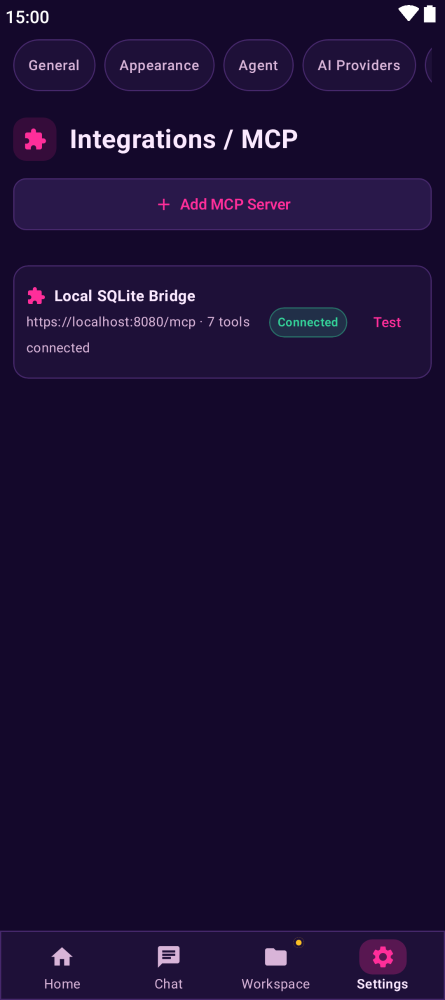 15:00
General
Appearance
Agent
AI Providers
Integrations / MCP
+ Add MCP Server
Local SQLite Bridge
https://localhost:8080/mcp · 7 tools
connected
Connected
Test
Home
Chat
Workspace
Settings